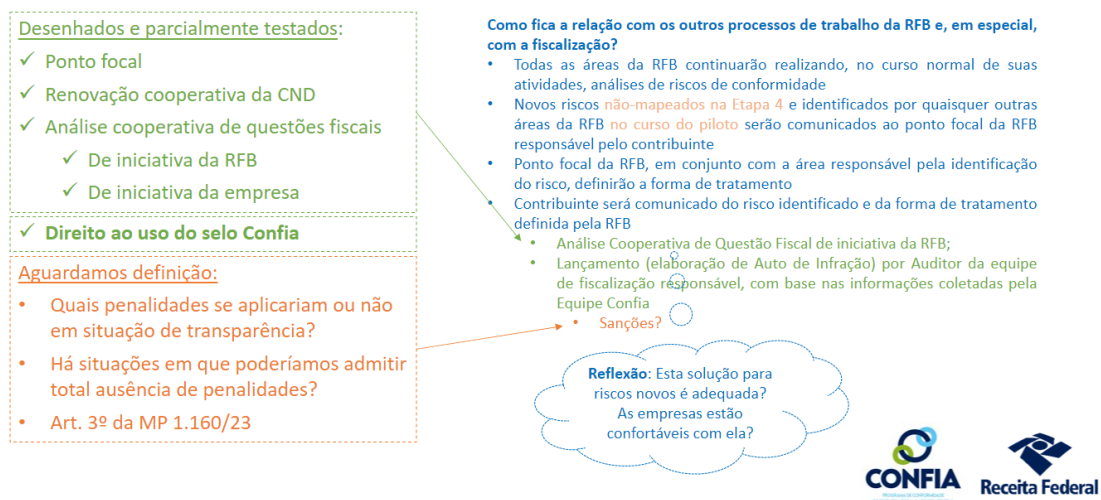 Desenhados e parcialmente testados:
✓ Ponto focal
✓ Renovação cooperativa da CND
✓ Análise cooperativa de questões fiscais
✓ De iniciativa da RFB
✓ De iniciativa da empresa
✓ Direito ao uso do selo Confia
Aguardamos definição:
• Quais penalidades se aplicariam ou não
em situação de transparência?
• Há situações em que poderíamos admitir
total ausência de penalidades?
• Art. 3º da MP 1.160/23
Como fica a relação com os outros processos de trabalho da RFB e, em especial,
com a fiscalização?
• Todas as áreas da RFB continuarão realizando, no curso normal de suas
atividades, análises de riscos de conformidade
• Novos riscos não-mapeados na Etapa 4 e identificados por quaisquer outras
áreas da RFB no curso do piloto serão comunicados ao ponto focal da RFB
responsável pelo contribuinte
• Ponto focal da RFB, em conjunto com a área responsável pela identificação
do risco, definirão a forma de tratamento
• Contribuinte será comunicado do risco identificado e da forma de tratamento
definida pela RFB
• Análise Cooperativa de Questão Fiscal de iniciativa da RFB;
• Lançamento (elaboração de Auto de Infração) por Auditor da equipe
de fiscalização responsável, com base nas informações coletadas pela
Equipe Confia
• Sanções?
Reflexão: Esta solução para
riscos novos é adequada?
As empresas estão
confortáveis com ela?
CONFIA
PROGRAMA DE CONFORMIDADE
Receita Federal